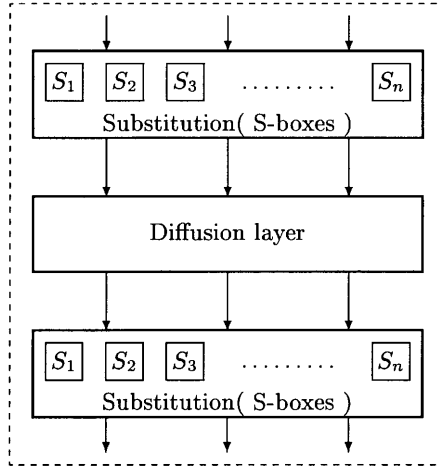 S₁ S₂ S₃ ......... Sₙ
Substitution( S-boxes )
Diffusion layer
S₁ S₂ S₃ ......... Sₙ
Substitution( S-boxes )